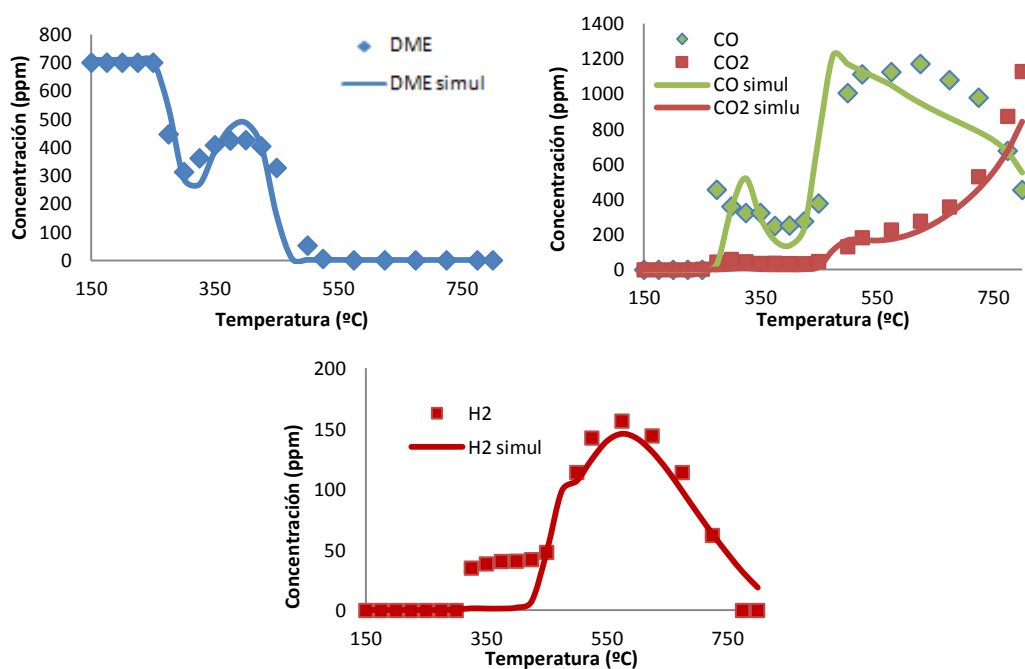 Concentración (ppm)
800
700
600
500
400
300
200
100
0
DME
DME simul
150
350
550
750
Temperatura (ºC)
Concentración (ppm)
1400
1200
1000
800
600
400
200
0
CO
CO2
CO simul
CO2 simlu
150
350
550
750
Temperatura (ºC)
Concentración (ppm)
200
150
100
50
0
H2
H2 simul
150
350
550
750
Temperatura (ºC)